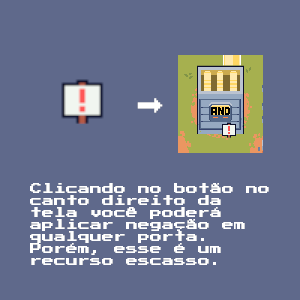 !
AND
!
Clicando no botão no
canto direito da
tela você poderá
aplicar negação em
qualquer porta.
Porém, esse é um
recurso escasso.